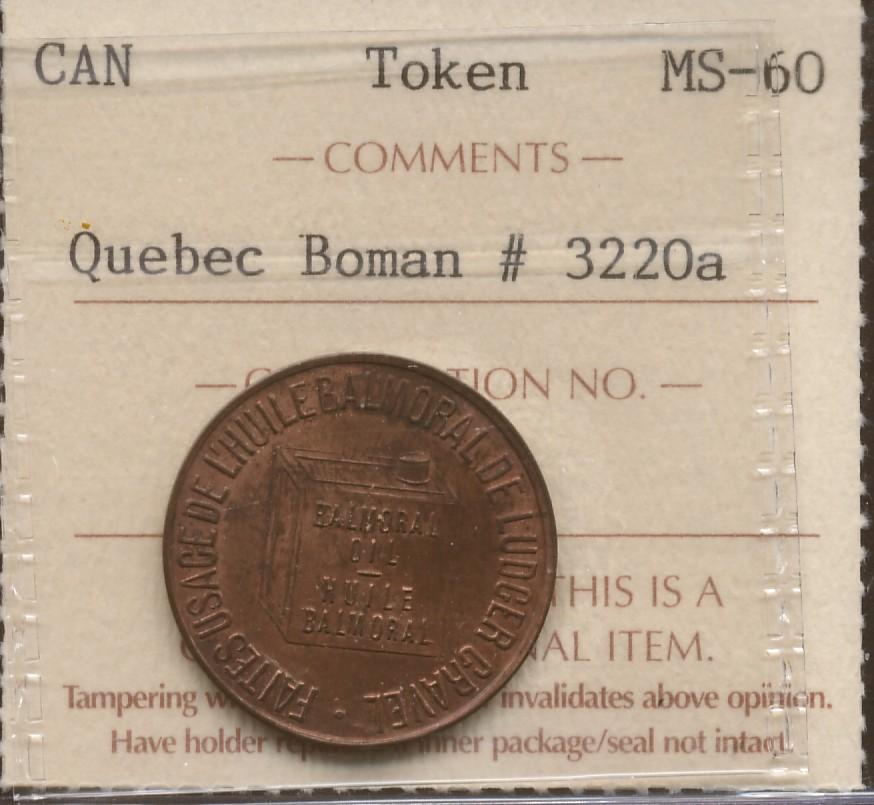 CAN Token MS-60
— COMMENTS —
Quebec Boman # 3220a
TION NO. —
FAITES USAGE DE L'HUILE BALMORAL DE LUDGER GRAVEL
BALMORAL
OIL
HUILE
BALMORAL
THIS IS A
NAL ITEM.
Tampering invalidates above opinion.
Have holder inner package/seal not intact.